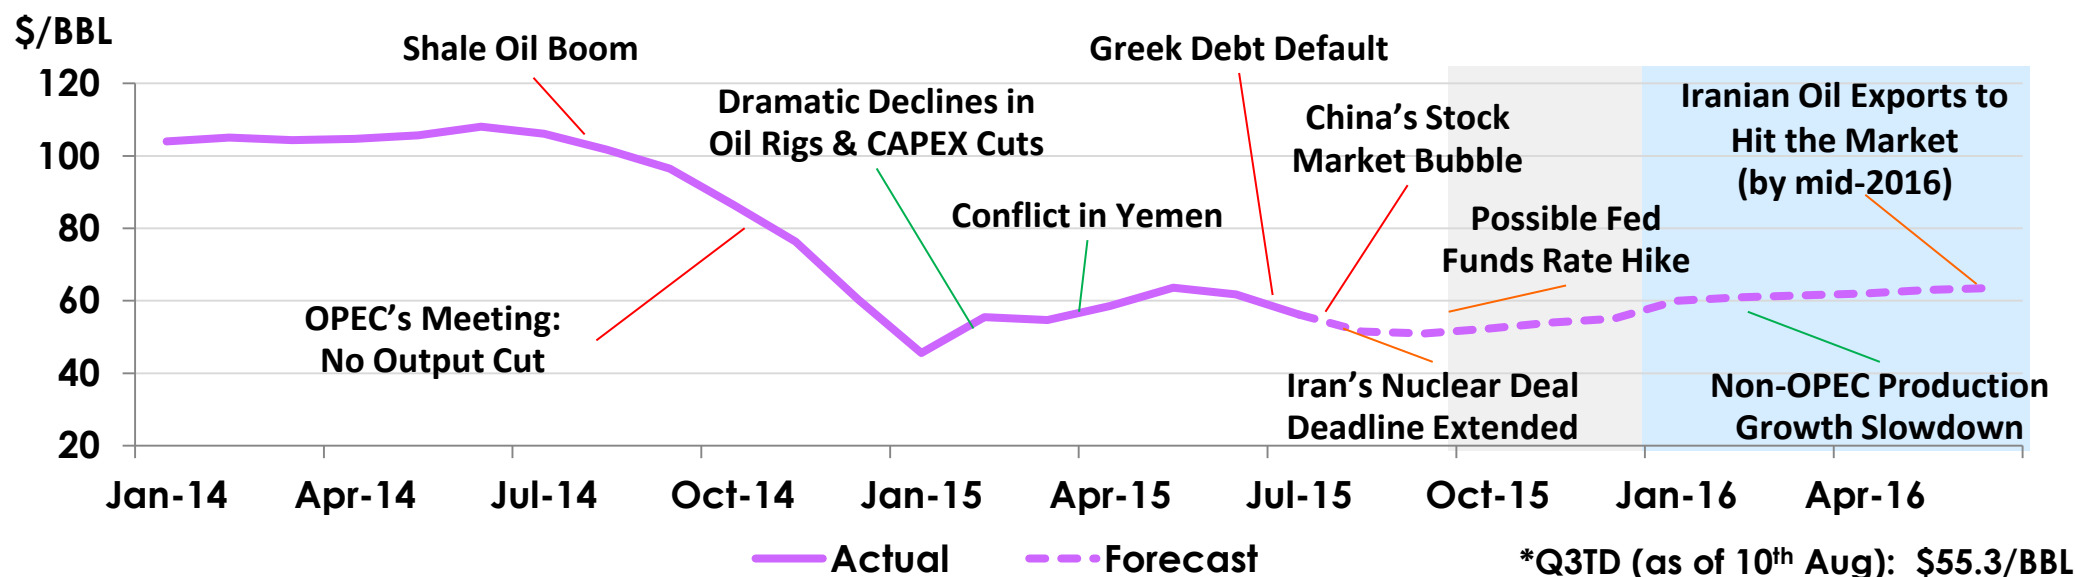 $/BBL
120
100
80
60
40
20
Shale Oil Boom
OPEC’s Meeting:
No Output Cut
Dramatic Declines in
Oil Rigs & CAPEX Cuts
Conflict in Yemen
Greek Debt Default
China’s Stock
Market Bubble
Possible Fed
Funds Rate Hike
Iran’s Nuclear Deal
Deadline Extended
Iranian Oil Exports to
Hit the Market
(by mid-2016)
Non-OPEC Production
Growth Slowdown
Jan-14 Apr-14 Jul-14 Oct-14 Jan-15 Apr-15 Jul-15 Oct-15 Jan-16 Apr-16
Actual Forecast
*Q3TD (as of 10th Aug): $55.3/BBL